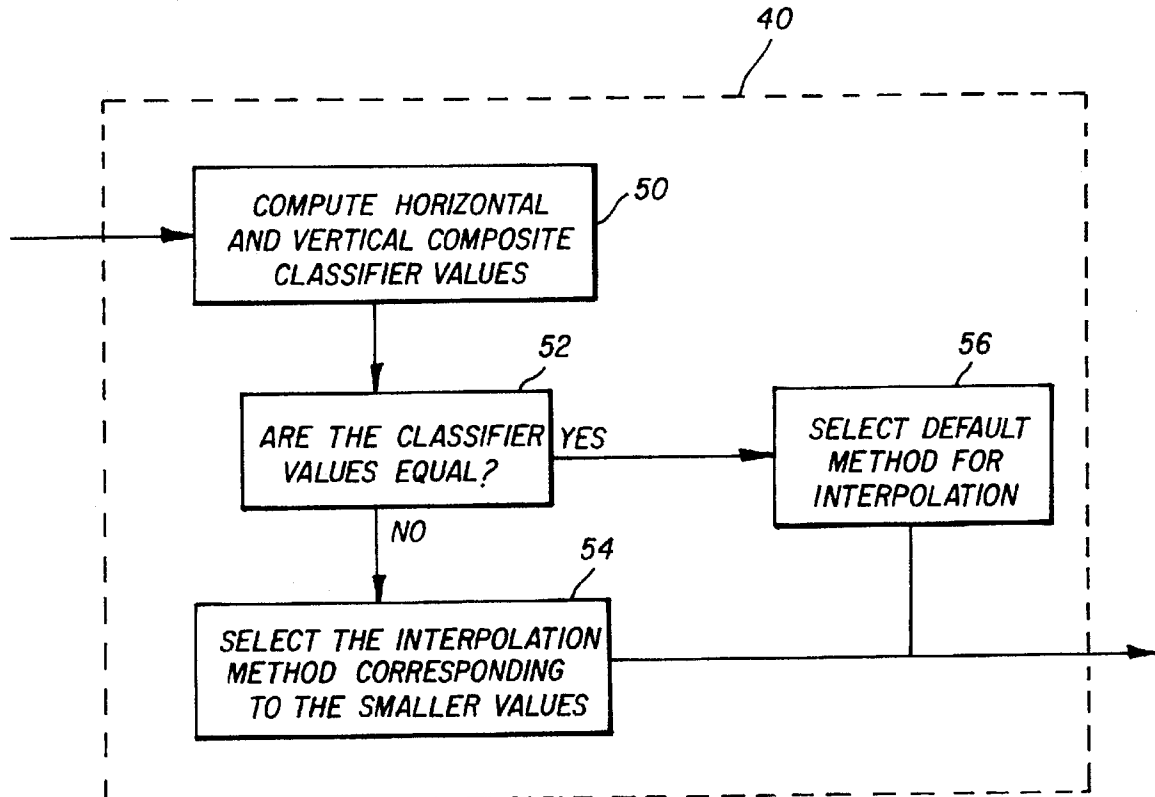 40
COMPUTE HORIZONTAL
AND VERTICAL COMPOSITE
CLASSIFIER VALUES
50
52
ARE THE CLASSIFIER
VALUES EQUAL?
YES
NO
56
SELECT DEFAULT
METHOD FOR
INTERPOLATION
54
SELECT THE INTERPOLATION
METHOD CORRESPONDING
TO THE SMALLER VALUES